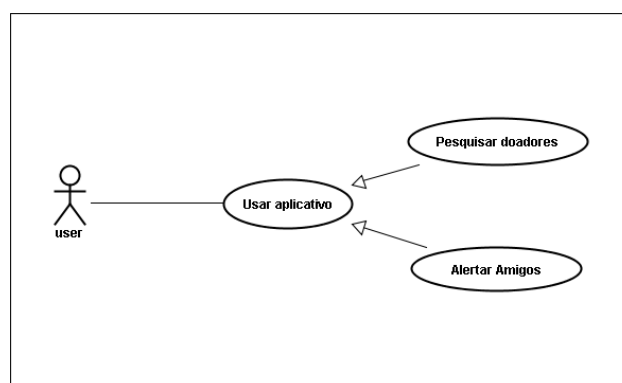 Pesquisar doadores
Usar aplicativo
user
Alertar Amigos